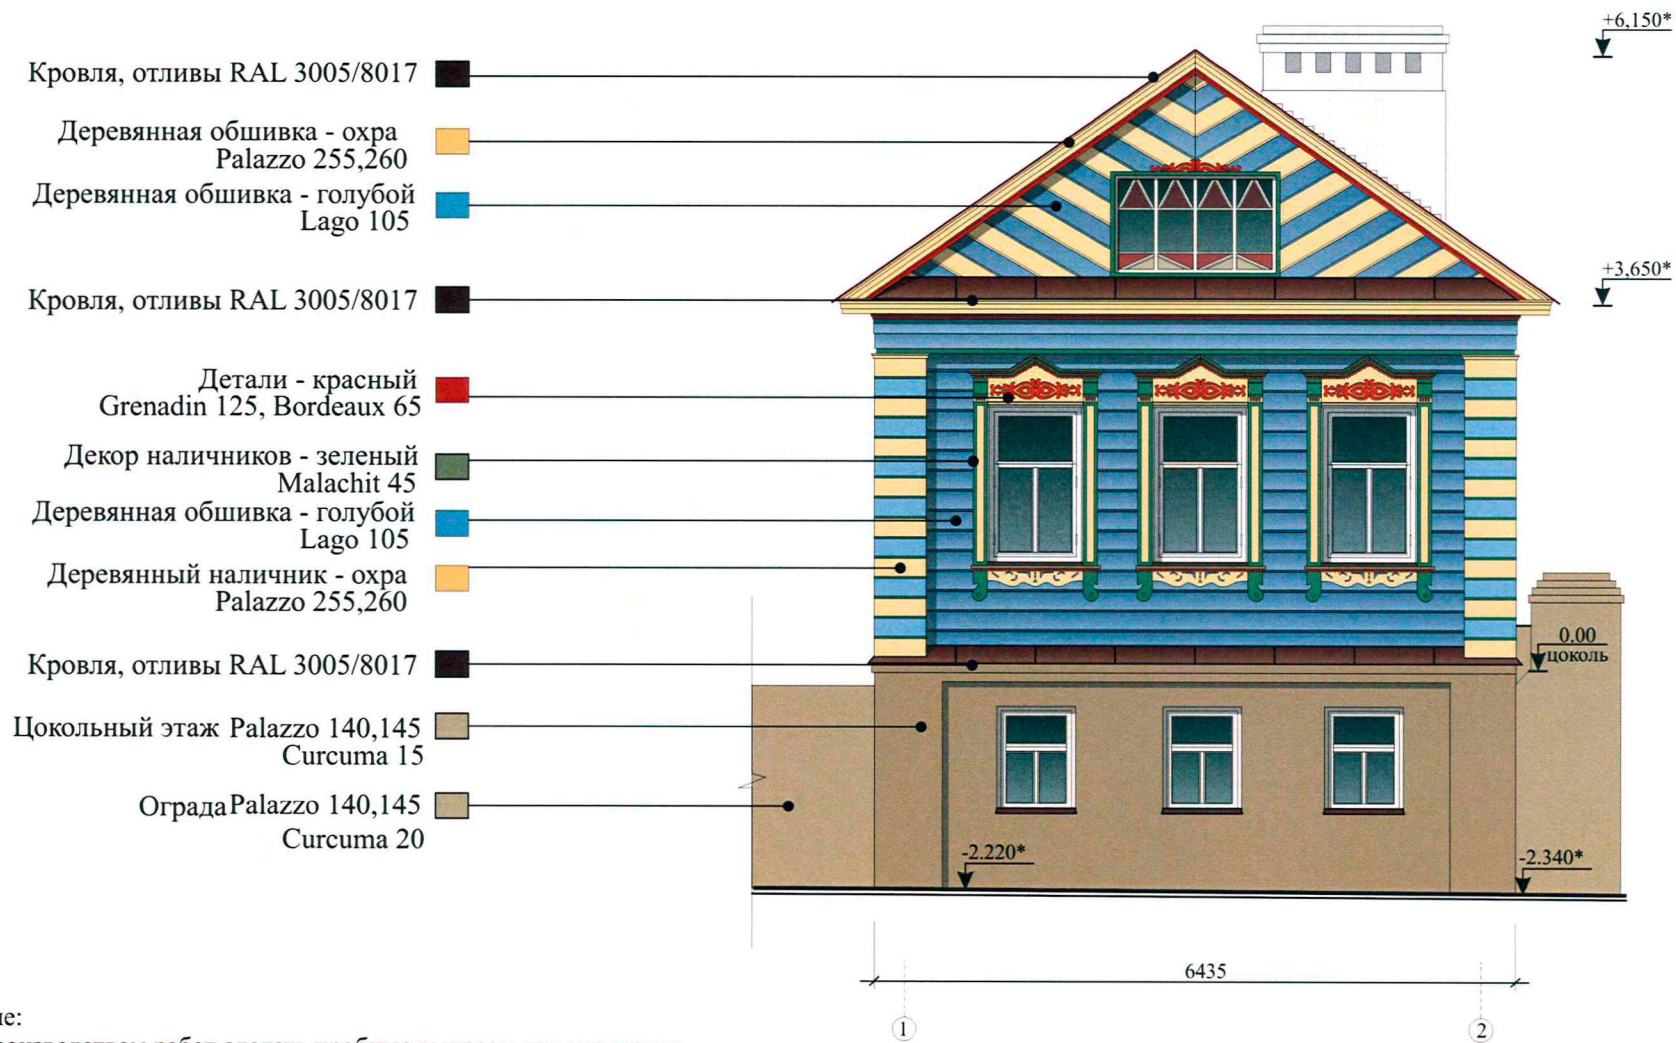 Кровля, отливы RAL 3005/8017
Деревянная обшивка - охра
Palazzo 255,260
Деревянная обшивка - голубой
Lago 105
Кровля, отливы RAL 3005/8017
Детали - красный
Grenadin 125, Bordeaux 65
Декор наличников - зеленый
Malachit 45
Деревянная обшивка - голубой
Lago 105
Деревянный наличник - охра
Palazzo 255,260
Кровля, отливы RAL 3005/8017
Цокольный этаж Palazzo 140,145
Curcuma 15
Ограда Palazzo 140,145
Curcuma 20
+6,150*
+3,650*
0.00
цоколь
-2.220*
-2.340*
6435
1
2